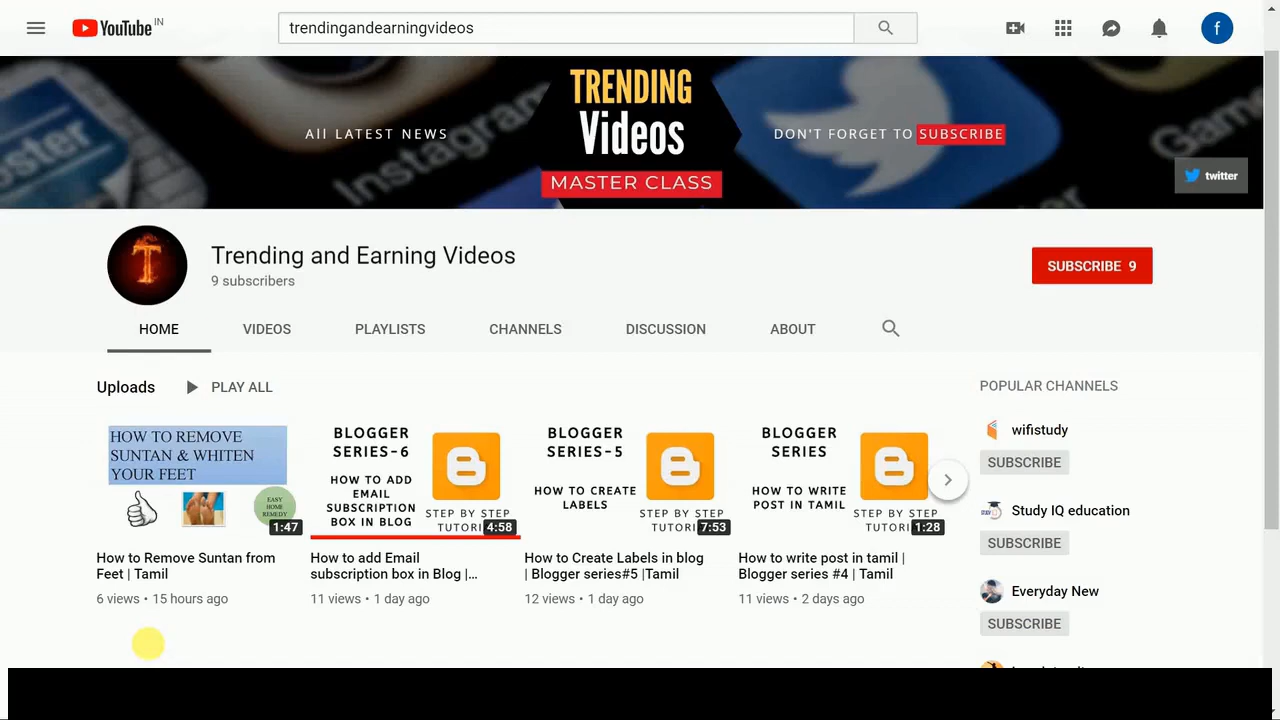 YouTube IN
trendingandearningvideos
f
TRENDING
Videos
MASTER CLASS
All LATEST NEWS
DON'T FORGET TO SUBSCRIBE
Instagram
twitter
Trending and Earning Videos
9 subscribers
SUBSCRIBE 9
HOME
VIDEOS
PLAYLISTS
CHANNELS
DISCUSSION
ABOUT
Uploads
PLAY ALL
HOW TO REMOVE
SUNTAN & WHITEN
YOUR FEET
EASY
HOME
REMEDY
1:47
How to Remove Suntan from
Feet | Tamil
6 views • 15 hours ago
BLOGGER
SERIES-6
HOW TO ADD
EMAIL
SUBSCRIPTION
BOX IN BLOG
STEP BY STEP
TUTORI
4:58
How to add Email
subscription box in Blog |...
11 views • 1 day ago
BLOGGER
SERIES-5
HOW TO CREATE
LABELS
STEP BY STEP
TUTORI
7:53
How to Create Labels in blog
| Blogger series#5 |Tamil
12 views • 1 day ago
BLOGGER
SERIES
HOW TO WRITE
POST IN TAMIL
STEP BY STEP
TUTORI
1:28
How to write post in tamil |
Blogger series #4 | Tamil
11 views • 2 days ago
POPULAR CHANNELS
wifistudy
SUBSCRIBE
Study IQ education
SUBSCRIBE
Everyday New
SUBSCRIBE